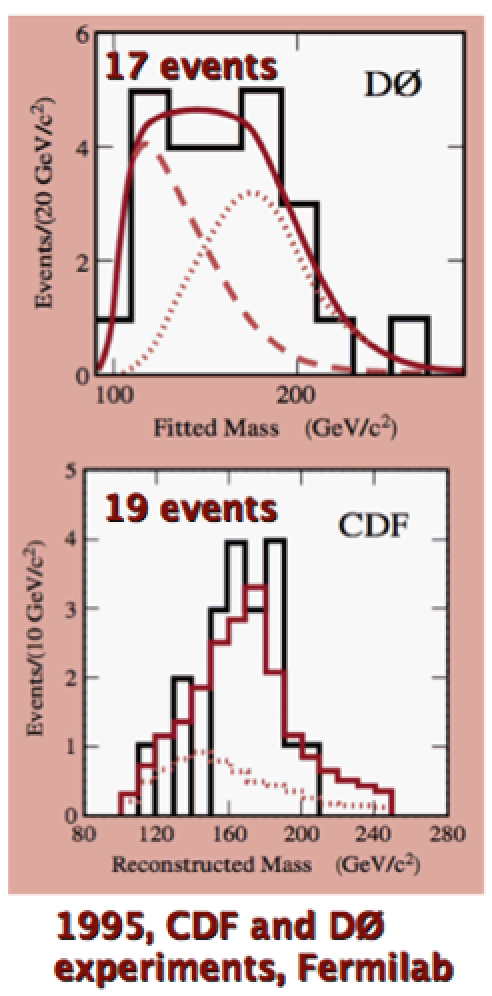 6
17 events
DØ
4
2
0
Events/(20 GeV/c²)
100 200
Fitted Mass (GeV/c²)
5
19 events
CDF
4
3
2
1
0
Events/(10 GeV/c²)
80 120 160 200 240 280
Reconstructed Mass (GeV/c²)
1995, CDF and DØ
experiments, Fermilab